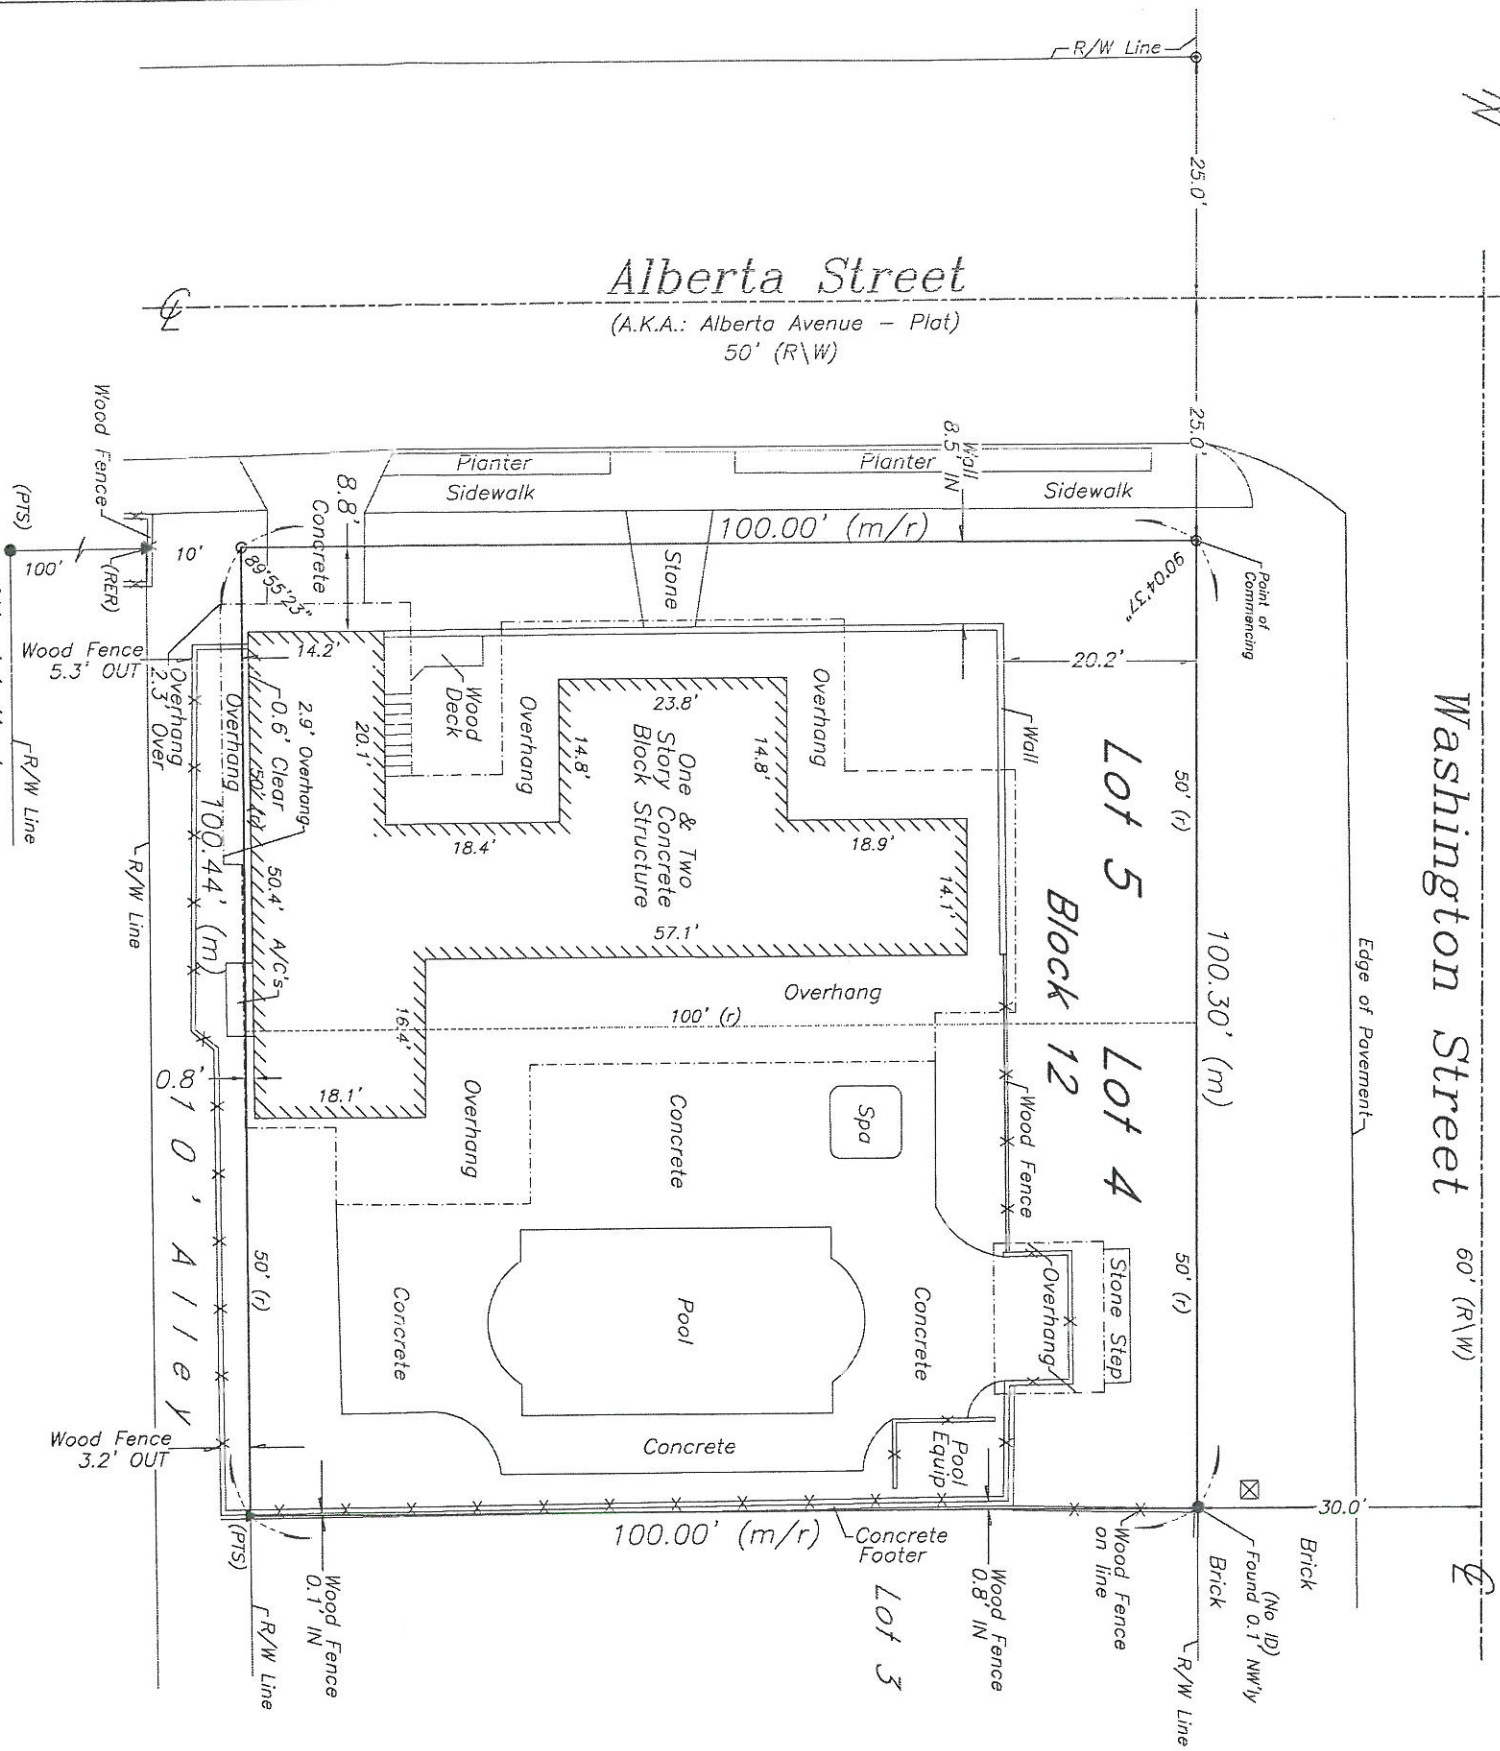 R/W Line
N
25.0'
Alberta Street
(A.K.A.: Alberta Avenue - Plat)
50' (R\W)
25.0'
Washington Street 60' (R\W)
Edge of Pavement
Planter
Sidewalk
Planter
Sidewalk
Wall
8.5' IN
8.8'
Concrete
100.00' (m/r)
Stone
90°04'37"
Point of
Commencing
89°55'23"
Wood Fence
(PTS)
100'
10'
(RER)
Wood Fence
5.3' OUT
Overhang
2.3' Over
Overhang
14.2'
2.9' Overhang
0.6' Clear
50' (r)
20.1'
Wood
Deck
Overhang
23.8'
14.8'
14.8'
One & Two
Story Concrete
Block Structure
Overhang
20.2'
Wall
18.4'
18.9'
14.1'
57.1'
50.4'
A/C's
100.44' (m)
R/W Line
R/W Line
Lot 5
50' (r)
Block 12
100.30' (m)
Overhang
100' (r)
16.4'
18.1'
0.8'
10' Alley
Overhang
Concrete
Spa
Wood Fence
Lot 4
50' (r)
50' (r)
Concrete
Pool
Concrete
Overhang
Stone Step
Concrete
Pool
Equip
Wood Fence
3.2' OUT
(PTS)
100.00' (m/r)
Concrete
Footer
Wood Fence
0.1' IN
R/W Line
Lot 3
Wood Fence
0.8' IN
Wood Fence
on line
30.0'
Brick
Brick
(No ID)
Found 0.1' NW'ly
R/W Line